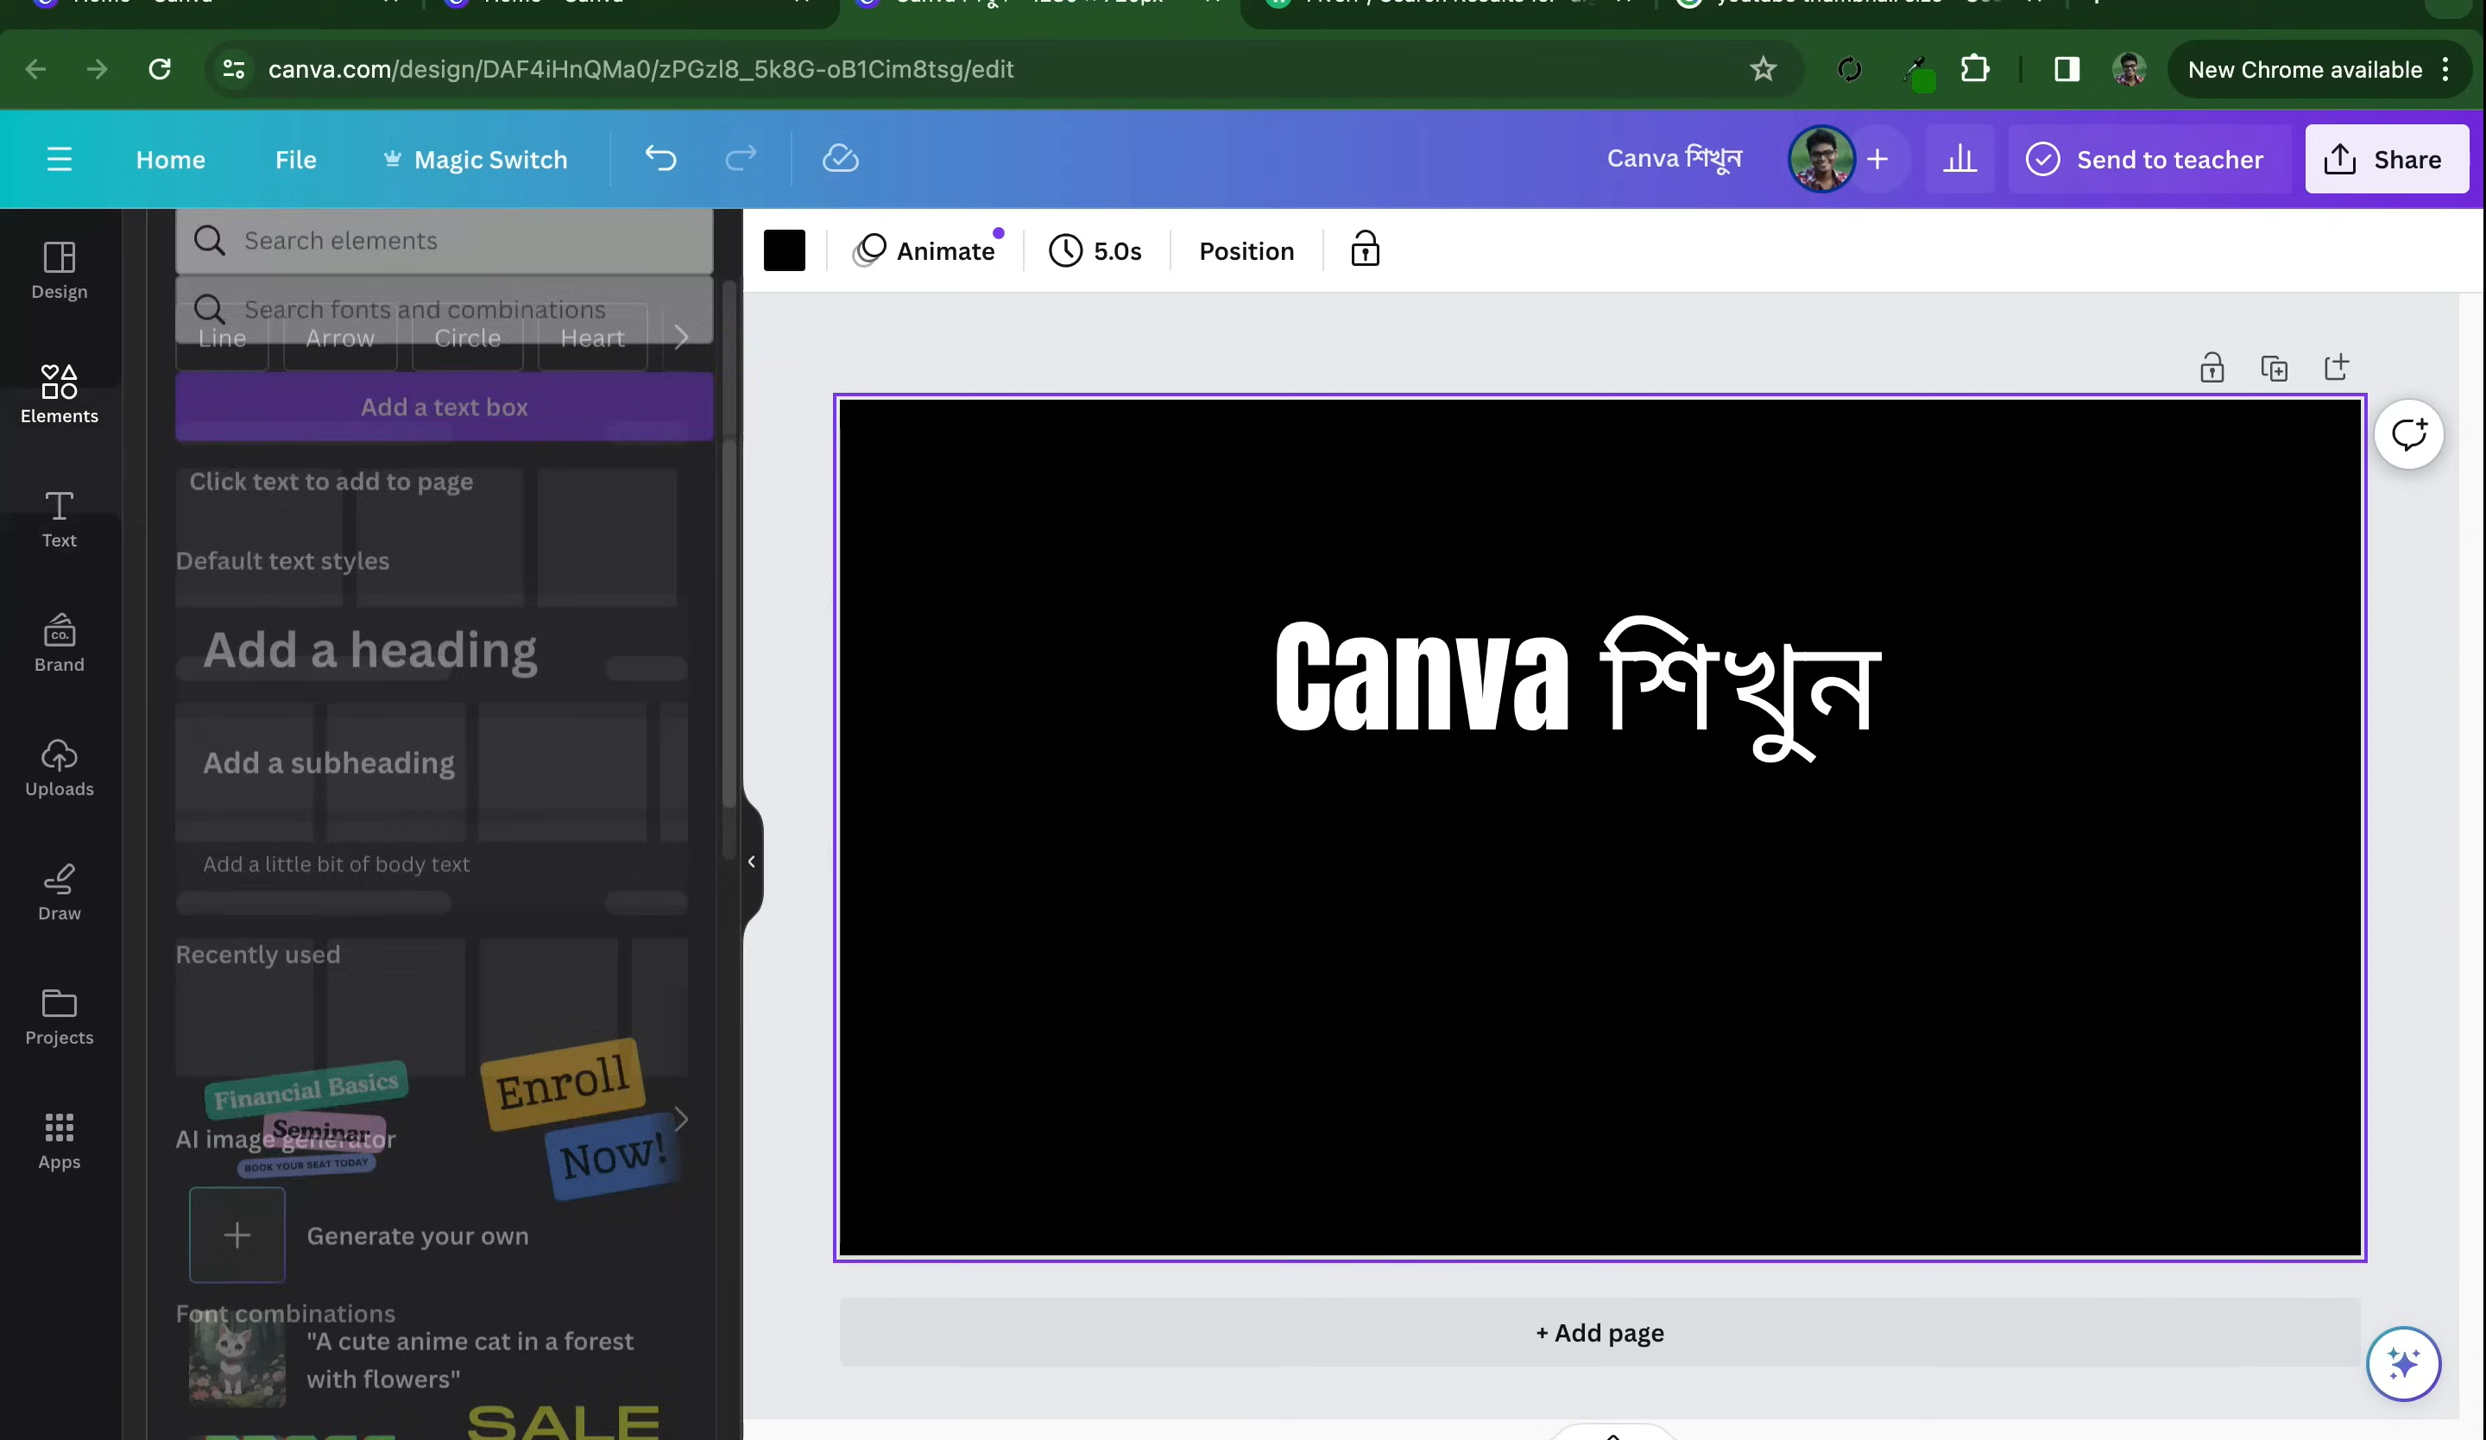 canva.com/design/DAF4iHnQMa0/zPGzl8_5k8G-oB1Cim8tsg/edit
New Chrome available
Home
File
Magic Switch
Canva শিখুন
Send to teacher
Share
Search elements
Search fonts and combinations
Line
Arrow
Circle
Heart
Add a text box
Click text to add to page
Default text styles
Add a heading
Add a subheading
Add a little bit of body text
Recently used
Financial Basics
Seminar
BOOK YOUR SEAT TODAY
Enroll
Now!
AI image generator
Generate your own
Font combinations
"A cute anime cat in a forest
with flowers"
SALE
Design
Elements
Text
CO.
Brand
Uploads
Draw
Projects
Apps
Animate
5.0s
Position
Canva শিখুন
+ Add page